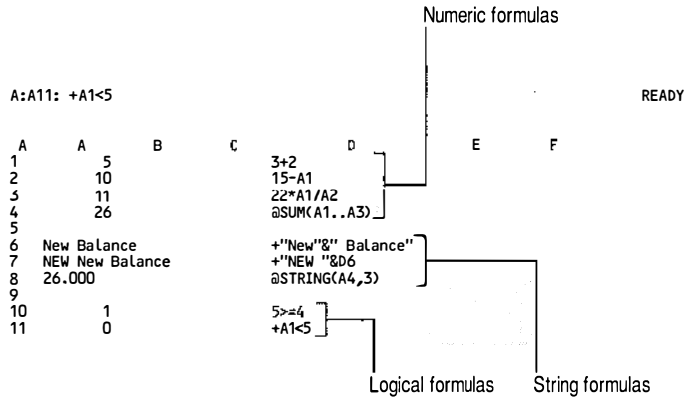 Numeric formulas
A:A11: +A1<5 READY
A A B C D E F
1 5 3+2
2 10 15-A1
3 11 22*A1/A2
4 26 @SUM(A1..A3)
5
6 New Balance +"New"&" Balance"
7 NEW New Balance +"NEW "&D6
8 26.000 @STRING(A4,3)
9
10 1 5>=4
11 0 +A1<5
Logical formulas String formulas